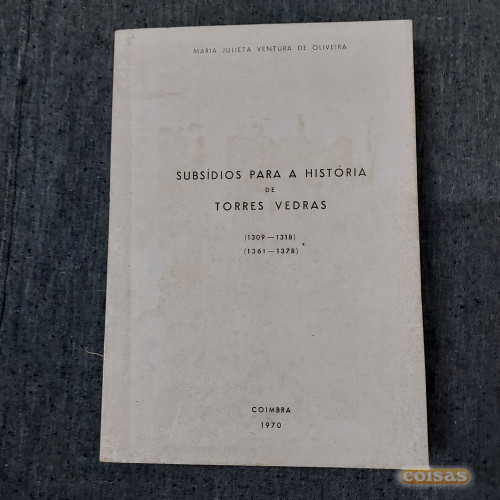 MARIA JULIETA VENTURA DE OLIVEIRA
SUBSÍDIOS PARA A HISTÓRIA
DE
TORRES VEDRAS
(1309—1318)
(1361—1378)
COIMBRA
1970
coisas